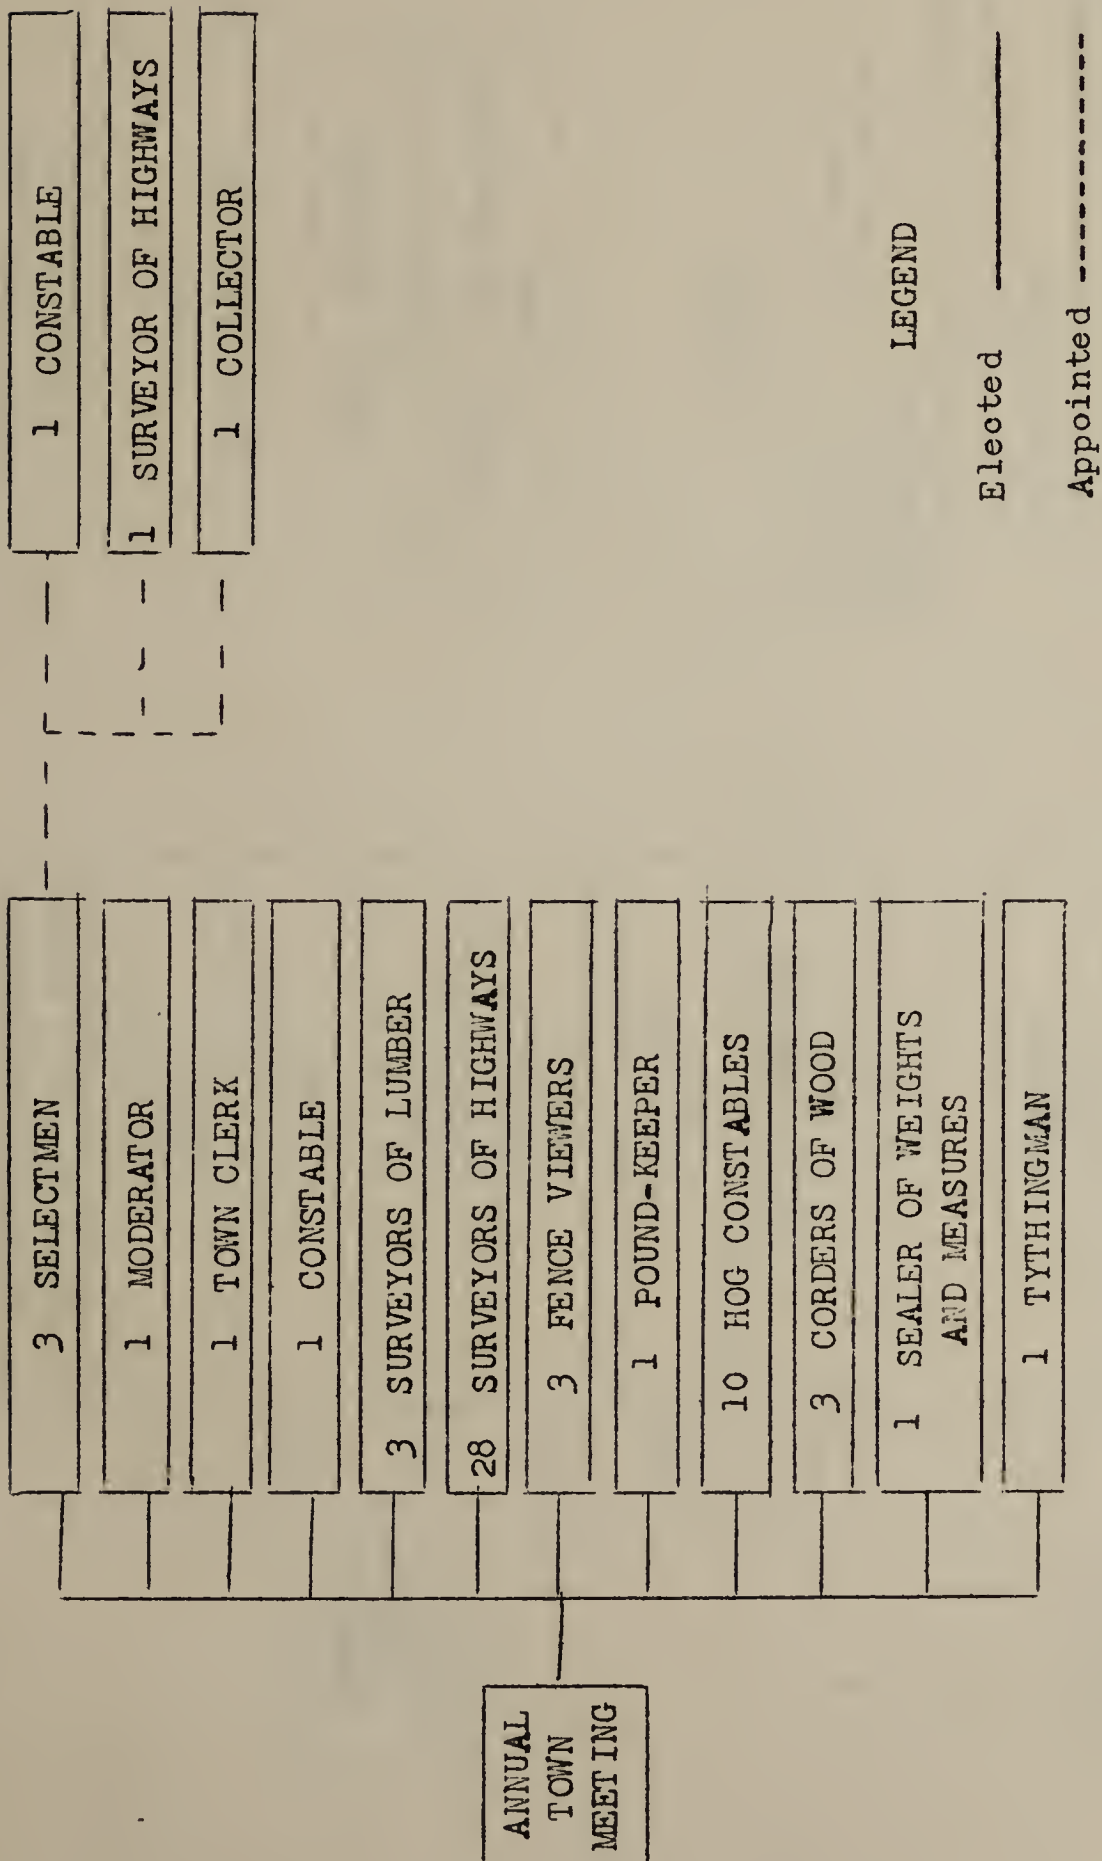 ANNUAL
TOWN
MEETING
3 SELECTMEN
1 MODERATOR
1 TOWN CLERK
1 CONSTABLE
3 SURVEYORS OF LUMBER
28 SURVEYORS OF HIGHWAYS
3 FENCE VIEWERS
1 POUND-KEEPER
10 HOG CONSTABLES
3 CORDERS OF WOOD
1 SEALER OF WEIGHTS
AND MEASURES
1 TYTHINGMAN
1 CONSTABLE
1 SURVEYOR OF HIGHWAYS
1 COLLECTOR
LEGEND
Elected
Appointed